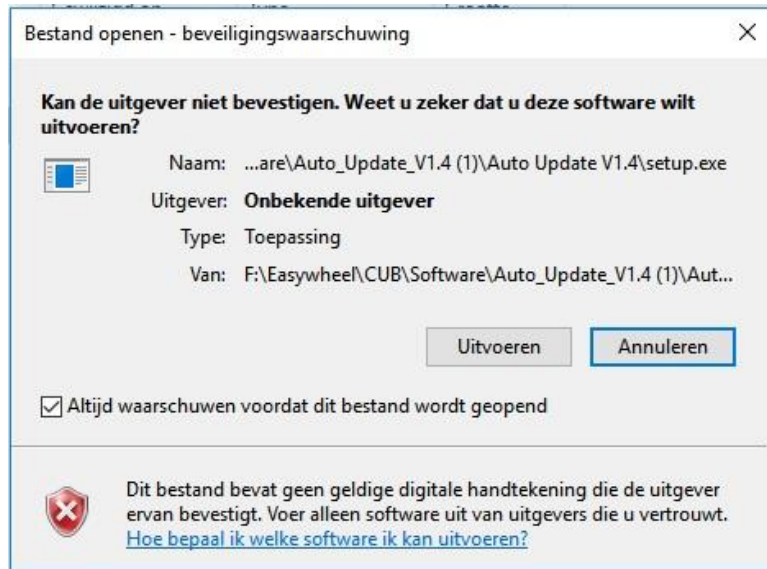 Bestand openen - beveiligingswaarschuwing
Kan de uitgever niet bevestigen. Weet u zeker dat u deze software wilt
uitvoeren?
Naam: ...are\Auto_Update_V1.4 (1)\Auto Update V1.4\setup.exe
Uitgever: Onbekende uitgever
Type: Toepassing
Van: F:\Easywheel\CUB\Software\Auto_Update_V1.4 (1)\Aut...
Uitvoeren Annuleren
Altijd waarschuwen voordat dit bestand wordt geopend
Dit bestand bevat geen geldige digitale handtekening die de uitgever
ervan bevestigt. Voer alleen software uit van uitgevers die u vertrouwt.
Hoe bepaal ik welke software ik kan uitvoeren?